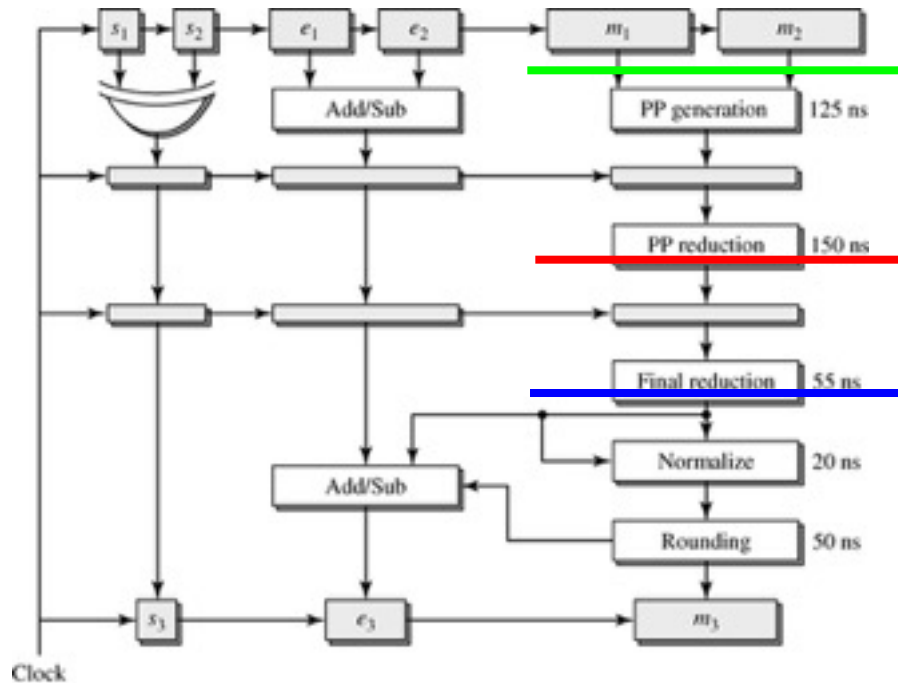 s1 s2 e1 e2 m1 m2
Add/Sub PP generation 125 ns
PP reduction 150 ns
Final reduction 55 ns
Normalize 20 ns
Add/Sub
Rounding 50 ns
s3 e3 m3
Clock